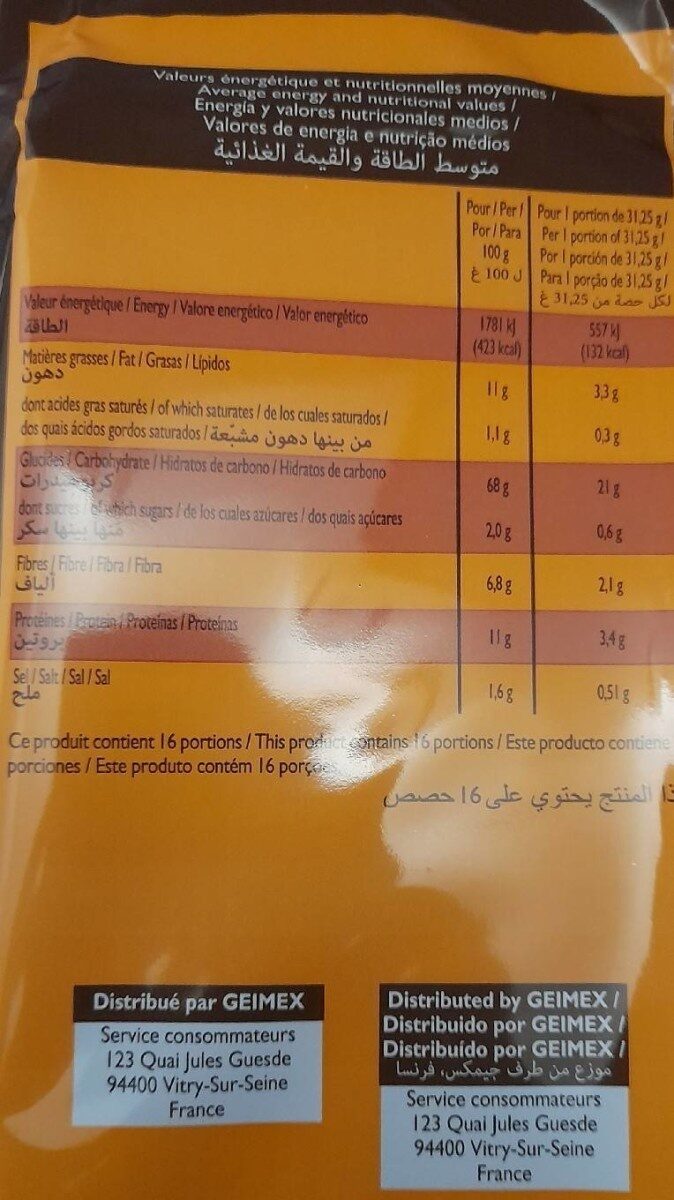 Valeurs énergétique et nutritionnelles moyennes /
Average energy and nutritional values /
Energía y valores nutricionales medios /
Valores de energia e nutrição médios
متوسط الطاقة والقيمة الغذائية
Pour / Per /
Por / Para
100 g
ل 100 غ
Pour 1 portion de 31,25 g /
Per 1 portion of 31,25 g /
Por 1 porción de 31,25 g /
Para 1 porção de 31,25 g /
لكل حصة من 31,25 غ
Valeur énergétique / Energy / Valore energético / Valor energético
الطاقة
1781 kJ
(423 kcal)
557 kJ
(132 kcal)
Matières grasses / Fat / Grasas / Lípidos
دهون
11 g
3,3 g
dont acides gras saturés / of which saturates / de los cuales saturados /
dos quais ácidos gordos saturados / من بينها دهون مشبّعة
1,1 g
0,3 g
Glucides / Carbohydrate / Hidratos de carbono / Hidratos de carbono
68 g
21 g
dont sucres / of which sugars / de los cuales azúcares / dos quais açúcares
بينها سكر
2,0 g
0,6 g
Fibres / Fibre / Fibra / Fibra
ألياف
6,8 g
2,1 g
Protéines / Protein / Proteínas / Proteínas
بروتين
11 g
3,4 g
Sel / Salt / Sal / Sal
ملح
1,6 g
0,51 g
Ce produit contient 16 portions / This product contains 16 portions / Este producto contiene
porciones / Este produto contém 16 porções
المنتج يحتوي على 16 حصص
Distribué par GEIMEX
Service consommateurs
123 Quai Jules Guesde
94400 Vitry-Sur-Seine
France
Distributed by GEIMEX /
Distribuido por GEIMEX /
Distribuído por GEIMEX /
موزع من طرف جيمكس، فرنسا
Service consommateurs
123 Quai Jules Guesde
94400 Vitry-Sur-Seine
France